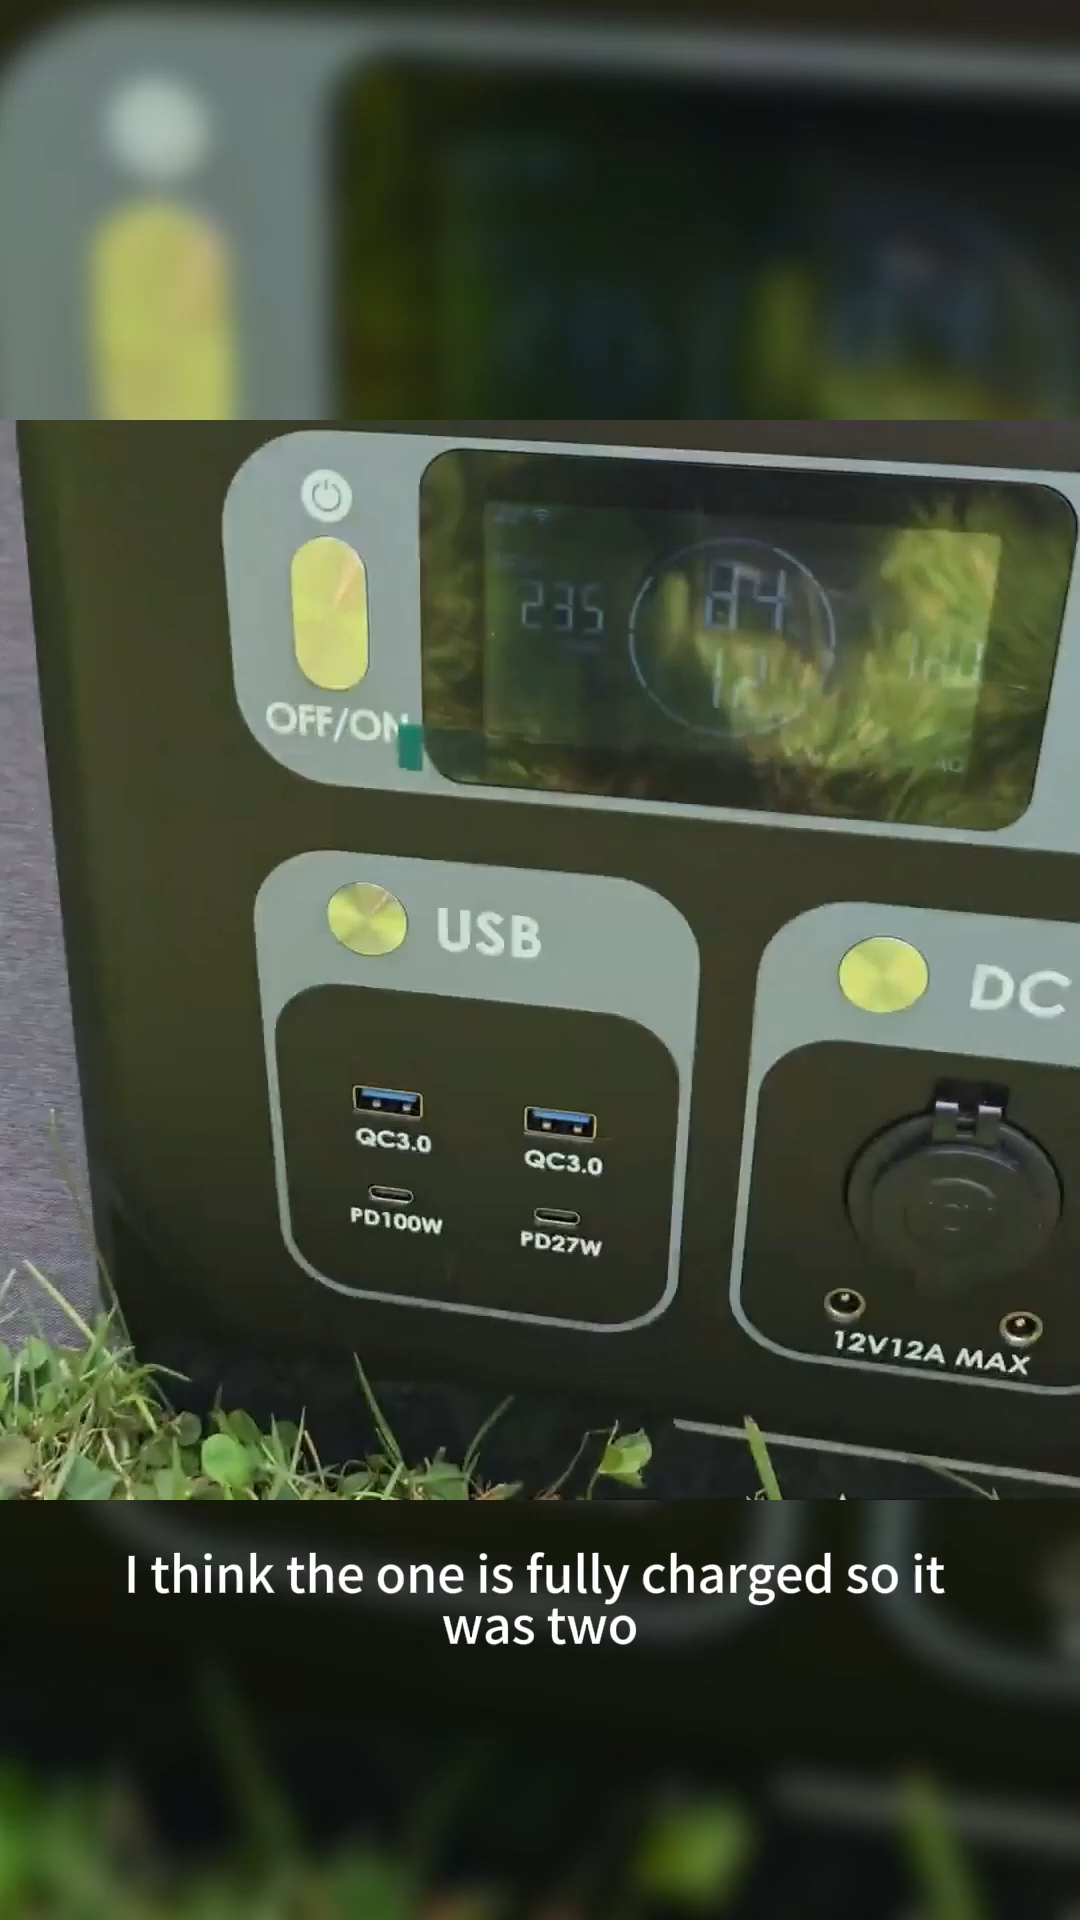 235
84
OFF/ON
USB
DC
QC3.0
QC3.0
PD100W
PD27W
12V12A MAX
I think the one is fully charged so it
was two